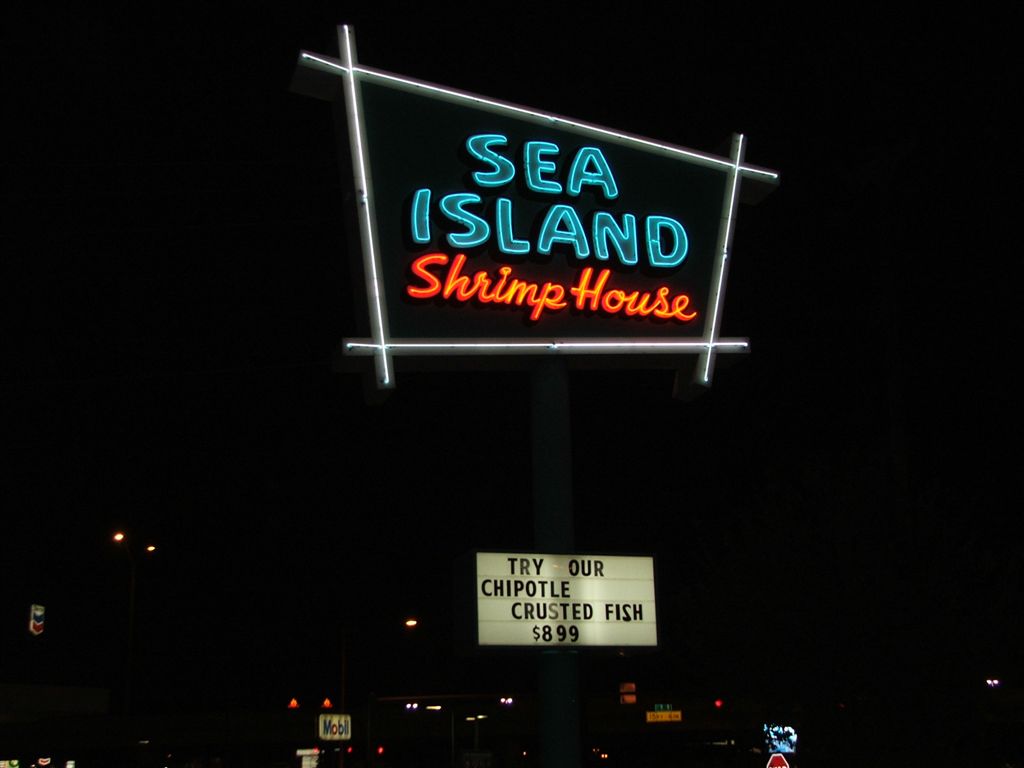 SEA
ISLAND
Shrimp House
TRY OUR
CHIPOTLE
CRUSTED FISH
$899
Mobil